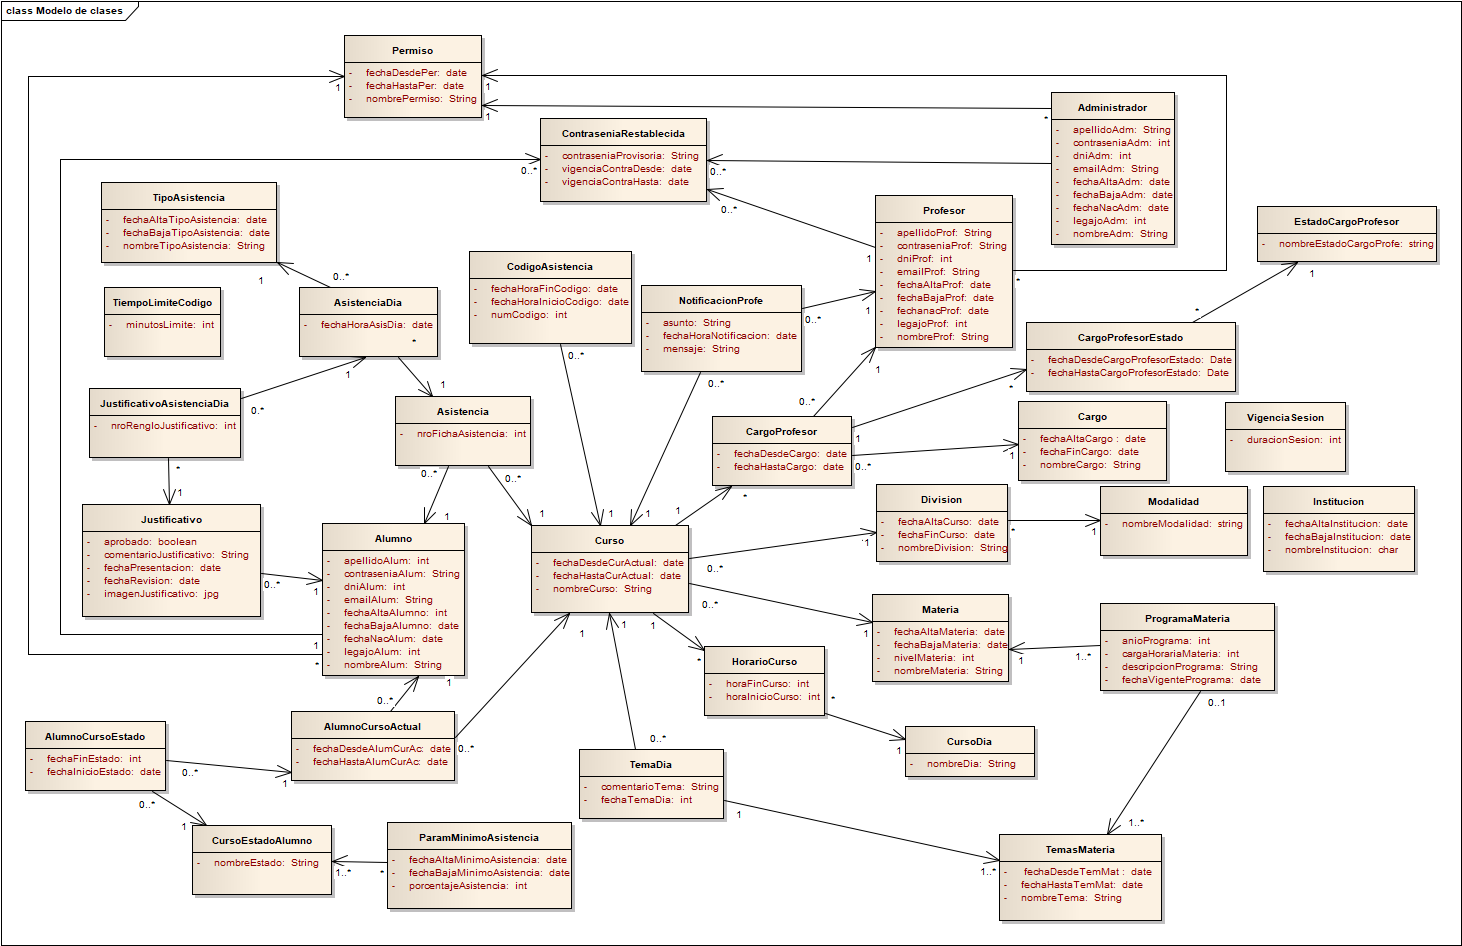 class Modelo de clases
Permiso
- fechaDesdePer: date
- fechaHastaPer: date
- nombrePermiso: String
1
1
1
Administrador
- apellidoAdm: String
- contraseniaAdm: int
- dniAdm: int
- emailAdm: String
- fechaAltaAdm: date
- fechaBajaAdm: date
- fechaNacAdm: date
- legajoAdm: int
- nombreAdm: String
*
ContraseniaRestablecida
- contraseniaProvisoria: String
- vigenciaContraDesde: date
- vigenciaContraHasta: date
0..*
0..*
0..*
TipoAsistencia
- fechaAltaTipoAsistencia: date
- fechaBajaTipoAsistencia: date
- nombreTipoAsistencia: String
1
0..*
Profesor
- apellidoProf: String
- contraseniaProf: String
- dniProf: int
- emailProf: String
- fechaAltaProf: date
- fechaBajaProf: date
- fechanacProf: date
- legajoProf: int
- nombreProf: String
1
*
1
1
EstadoCargoProfesor
- nombreEstadoCargoProfe: string
1
*
CodigoAsistencia
- fechaHoraFinCodigo: date
- fechaHoraInicioCodigo: date
- numCodigo: int
0..*
TiempoLimiteCodigo
- minutosLimite: int
AsistenciaDia
- fechaHoraAsisDia: date
*
1
1
NotificacionProfe
- asunto: String
- fechaHoraNotificacion: date
- mensaje: String
0..*
0..*
CargoProfesorEstado
- fechaDesdeCargoProfesorEstado: Date
- fechaHastaCargoProfesorEstado: Date
*
JustificativoAsistenciaDia
- nroRengloJustificativo: int
0.*
*
1
Asistencia
- nroFichaAsistencia: int
0..*
0..*
CargoProfesor
- fechaDesdeCargo: date
- fechaHastaCargo: date
0..*
1
0..*
*
Cargo
- fechaAltaCargo : date
- fechaFinCargo: date
- nombreCargo: String
1
VigenciaSesion
- duracionSesion: int
Justificativo
- aprobado: boolean
- comentarioJustificativo: String
- fechaPresentacion: date
- fechaRevision: date
- imagenJustificativo: jpg
0..*
Alumno
- apellidoAlum: int
- contraseniaAlum: String
- dniAlum: int
- emailAlum: String
- fechaAltaAlumno: int
- fechaBajaAlumno: date
- fechaNacAlum: date
- legajoAlum: int
- nombreAlum: String
1
1
1
*
1
Curso
- fechaDesdeCurActual: date
- fechaHastaCurActual: date
- nombreCurso: String
1
1
1
1
0..*
0..*
1
1
1
Division
- fechaAltaCurso: date
- fechaFinCurso: date
- nombreDivision: String
1
*
Modalidad
- nombreModalidad: string
1
Institucion
- fechaAltaInstitucion: date
- fechaBajaInstitucion: date
- nombreInstitucion: char
Materia
- fechaAltaMateria: date
- fechaBajaMateria: date
- nivelMateria: int
- nombreMateria: String
1
1
ProgramaMateria
- anioPrograma: int
- cargaHorariaMateria: int
- descripcionPrograma: String
- fechaVigentePrograma: date
1..*
0..1
HorarioCurso
- horaFinCurso: int
- horaInicioCurso: int
*
*
CursoDia
- nombreDia: String
1
AlumnoCursoEstado
- fechaFinEstado: int
- fechaInicioEstado: date
0..*
0..*
AlumnoCursoActual
- fechaDesdeAlumCurAc: date
- fechaHastaAlumCurAc: date
0..*
0..*
1
TemaDia
- comentarioTema: String
- fechaTemaDia: int
0..*
1
CursoEstadoAlumno
- nombreEstado: String
1
1..*
ParamMinimoAsistencia
- fechaAltaMinimoAsistencia: date
- fechaBajaMinimoAsistencia: date
- porcentajeAsistencia: int
*
TemasMateria
- fechaDesdeTemMat : date
- fechaHastaTemMat: date
- nombreTema: String
1..*
1..*